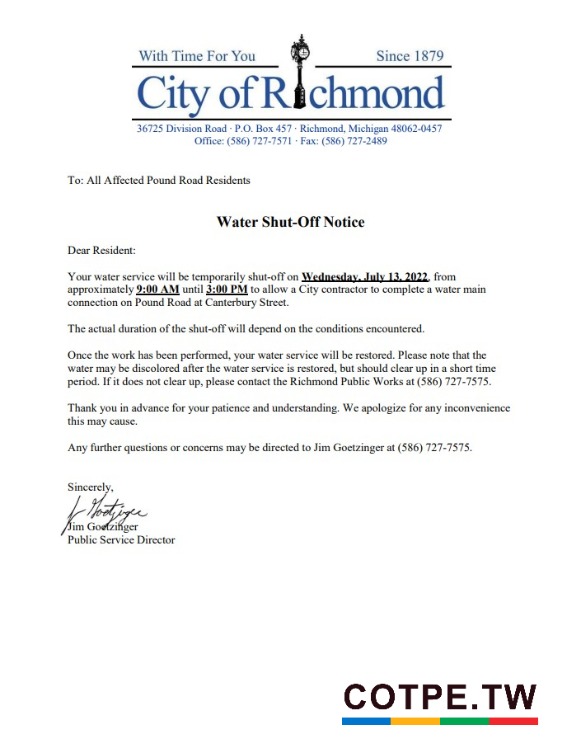 With Time For You Since 1879
City of Richmond
36725 Division Road · P.O. Box 457 · Richmond, Michigan 48062-0457
Office: (586) 727-7571 · Fax: (586) 727-2489
To: All Affected Pound Road Residents
Water Shut-Off Notice
Dear Resident:
Your water service will be temporarily shut-off on Wednesday, July 13, 2022, from
approximately 9:00 AM until 3:00 PM to allow a City contractor to complete a water main
connection on Pound Road at Canterbury Street.
The actual duration of the shut-off will depend on the conditions encountered.
Once the work has been performed, your water service will be restored. Please note that the
water may be discolored after the water service is restored, but should clear up in a short time
period. If it does not clear up, please contact the Richmond Public Works at (586) 727-7575.
Thank you in advance for your patience and understanding. We apologize for any inconvenience
this may cause.
Any further questions or concerns may be directed to Jim Goetzinger at (586) 727-7575.
Sincerely,
J Goetzinger
Jim Goetzinger
Public Service Director
COTPE.TW